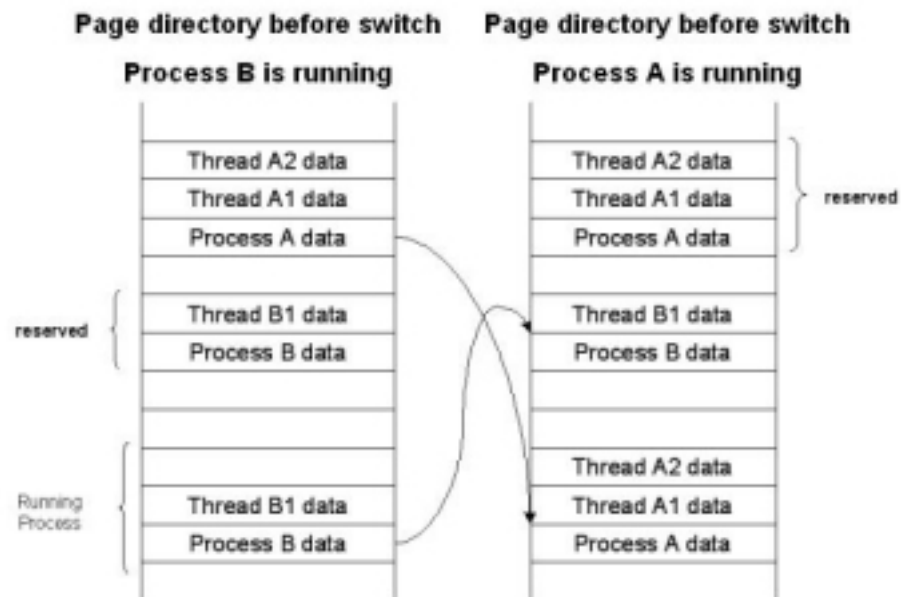 Page directory before switch
Process B is running
Thread A2 data
Thread A1 data
Process A data
reserved
Thread B1 data
Process B data
Running
Process
Thread B1 data
Process B data
Page directory before switch
Process A is running
Thread A2 data
Thread A1 data
Process A data
reserved
Thread B1 data
Process B data
Thread A2 data
Thread A1 data
Process A data